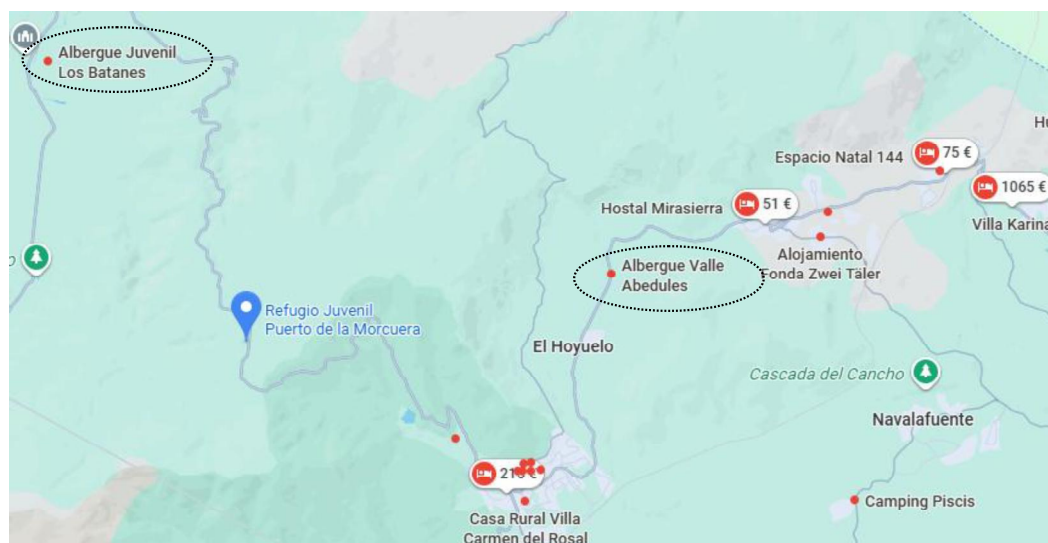 Albergue Juvenil
Los Batanes
Espacio Natal 144
75 €
1065 €
Villa Karina
Hostal Mirasierra
51 €
Alojamiento
Fonda Zwei Täler
Albergue Valle
Abedules
Refugio Juvenil
Puerto de la Morcuera
El Hoyuelo
Cascada del Cancho
Navalafuente
Casa Rural Villa
Carmen del Rosal
Camping Piscis